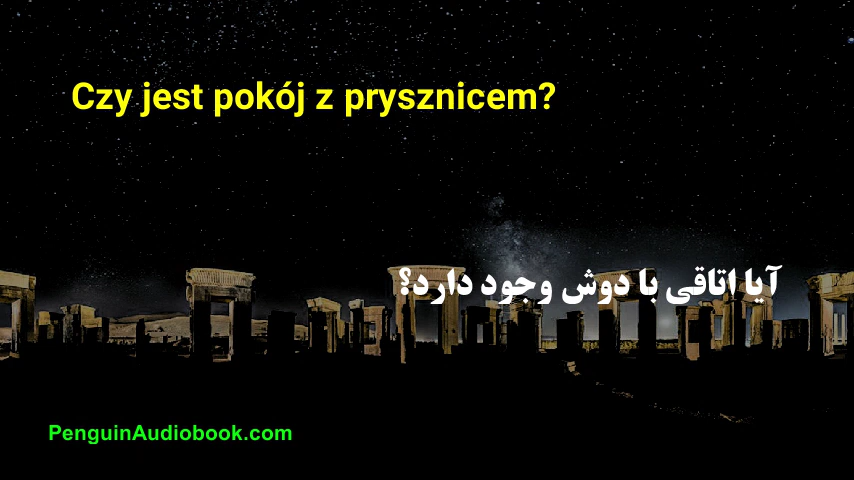 Czy jest pokój z prysznicem?
آیا اتاقی با دوش وجود دارد؟
PenguinAudiobook.com